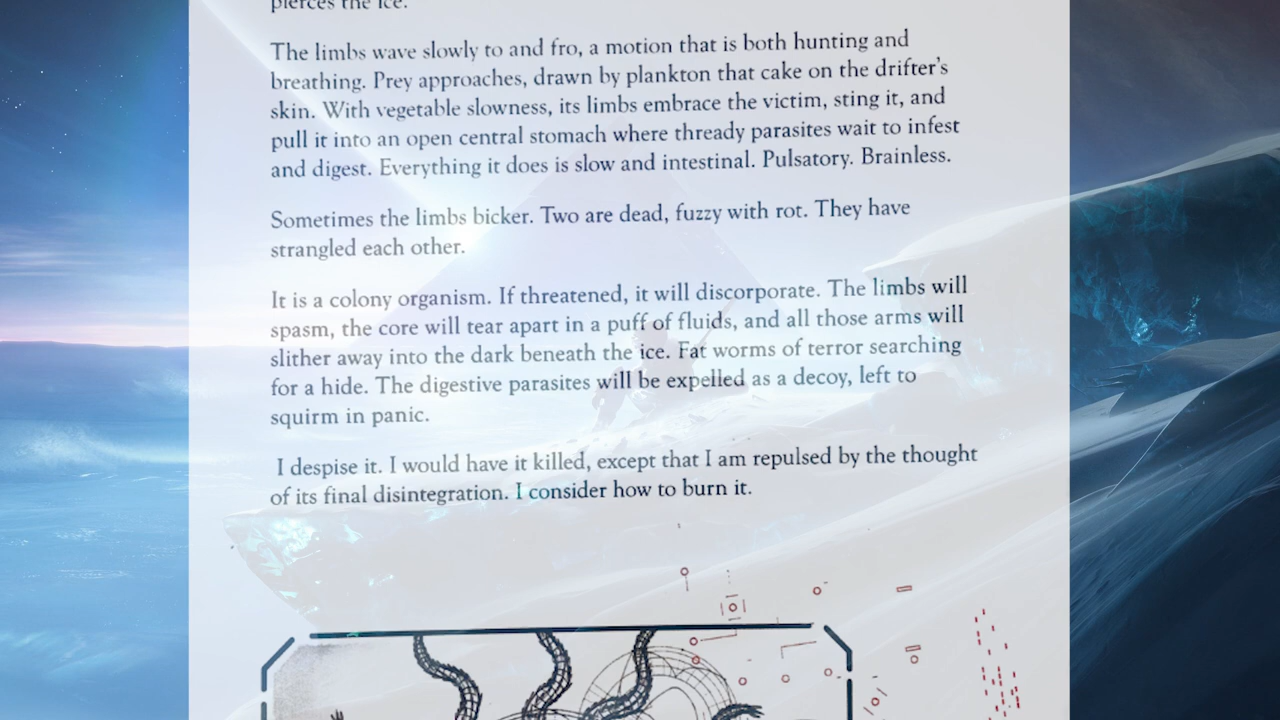 pierces the ice.
The limbs wave slowly to and fro, a motion that is both hunting and
breathing. Prey approaches, drawn by plankton that cake on the drifter's
skin. With vegetable slowness, its limbs embrace the victim, sting it, and
pull it into an open central stomach where thready parasites wait to infest
and digest. Everything it does is slow and intestinal. Pulsatory. Brainless.
Sometimes the limbs bicker. Two are dead, fuzzy with rot. They have
strangled each other.
It is a colony organism. If threatened, it will discorporate. The limbs will
spasm, the core will tear apart in a puff of fluids, and all those arms will
slither away into the dark beneath the ice. Fat worms of terror searching
for a hide. The digestive parasites will be expelled as a decoy, left to
squirm in panic.
I despise it. I would have it killed, except that I am repulsed by the thought
of its final disintegration. I consider how to burn it.